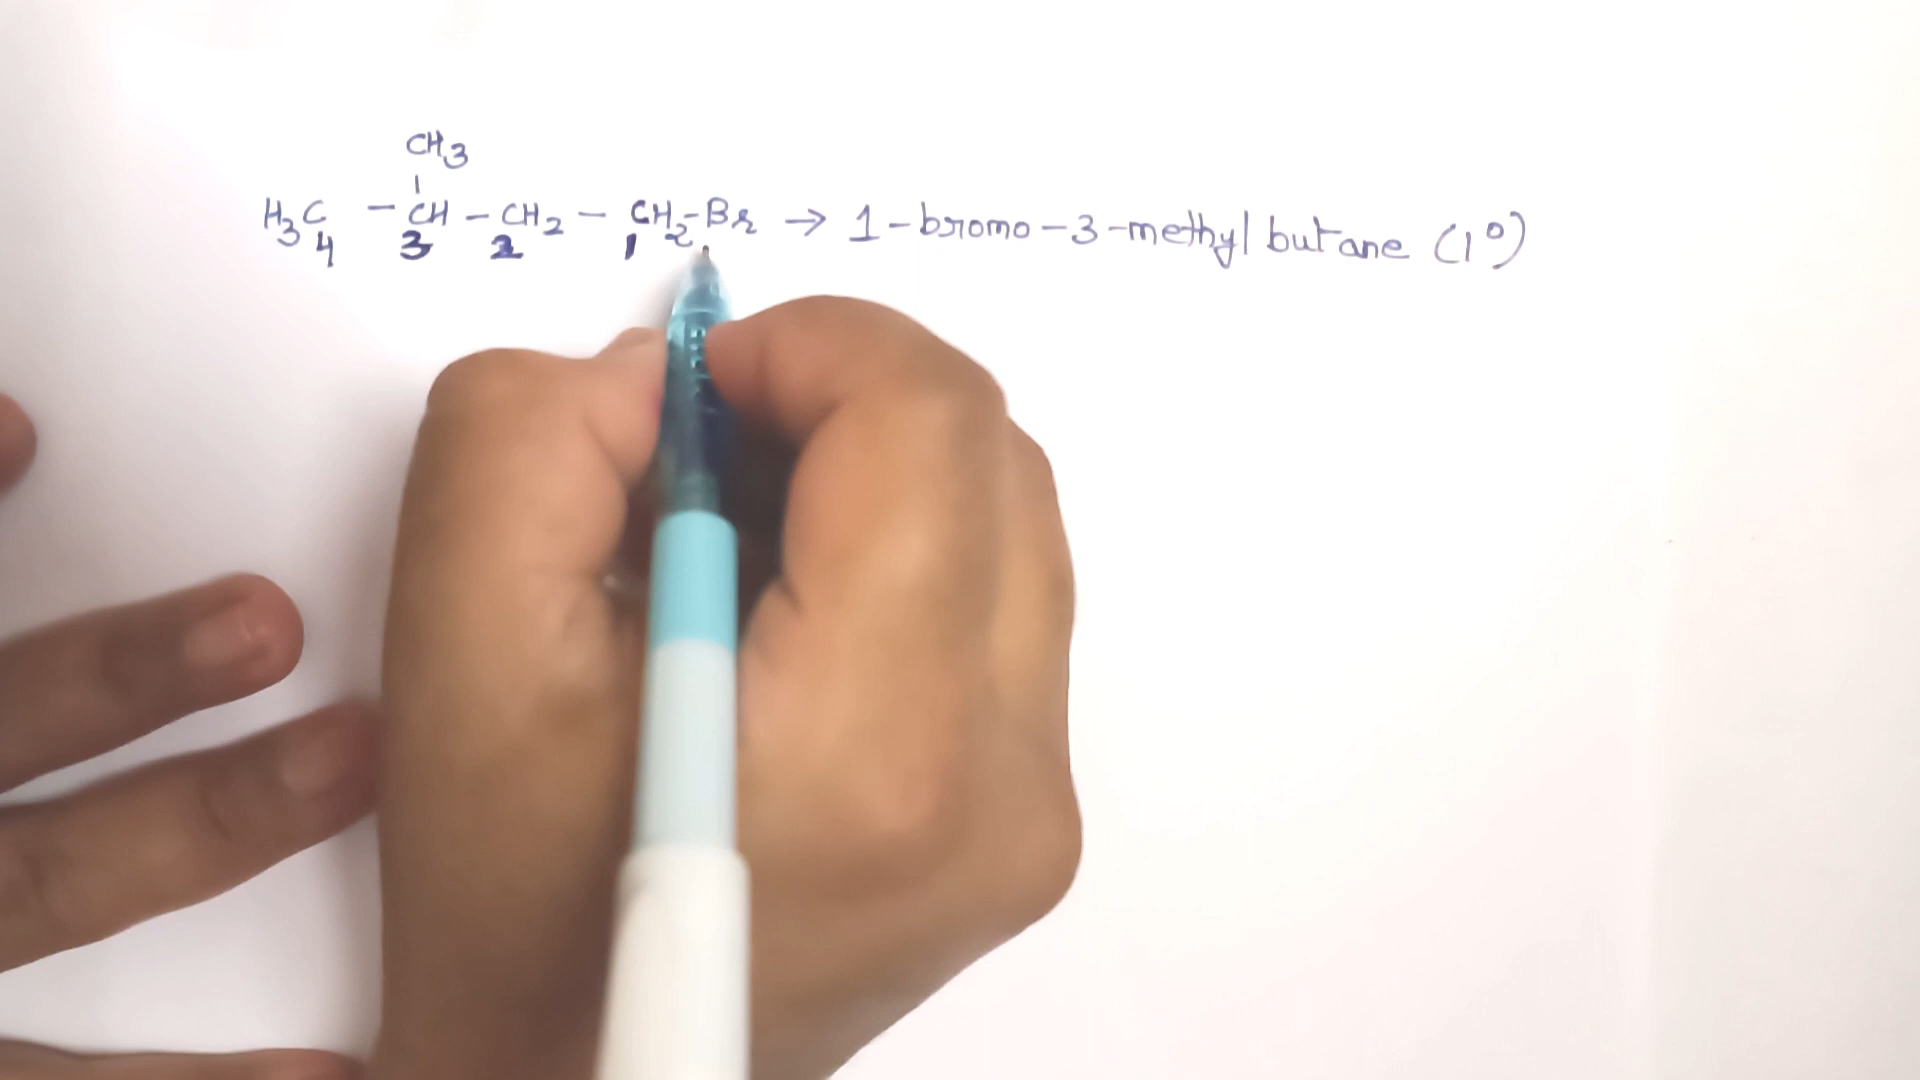 CH3
H3C - CH - CH2 - CH2-Br → 1-bromo-3-methyl butane (1°)
4 3 2 1